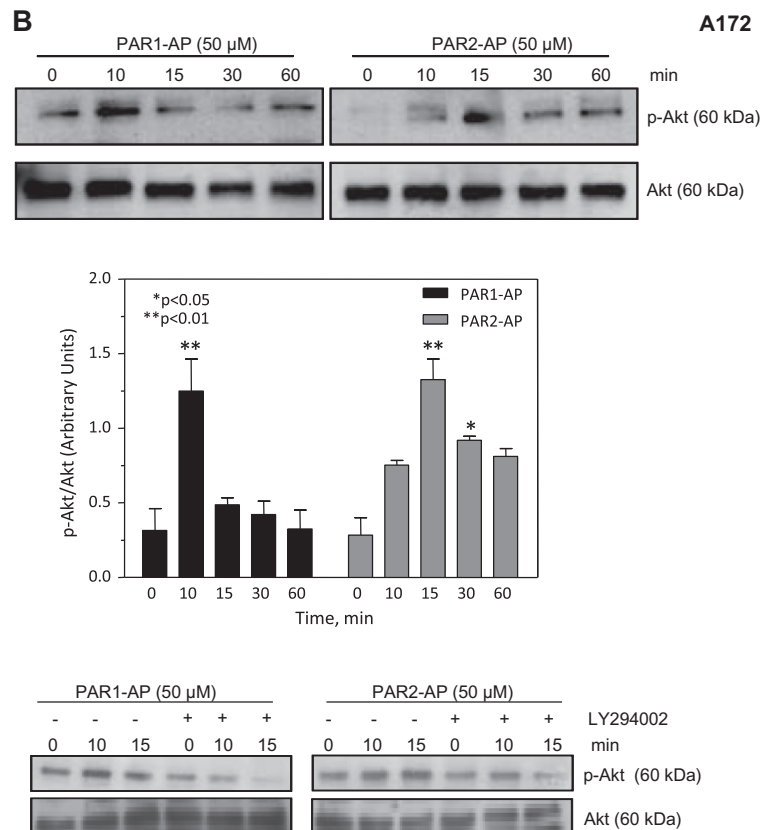 B A172
PAR1-AP (50 µM) PAR2-AP (50 µM)
0 10 15 30 60 0 10 15 30 60 min
p-Akt (60 kDa)
Akt (60 kDa)
2.0
*p<0.05 PAR1-AP
**p<0.01 PAR2-AP
1.5 ** **
1.0 *
0.5
0.0
p-Akt/Akt (Arbitrary Units)
0 10 15 30 60 0 10 15 30 60
Time, min
PAR1-AP (50 µM) PAR2-AP (50 µM)
- - - + + + - - - + + + LY294002
0 10 15 0 10 15 0 10 15 0 10 15 min
p-Akt (60 kDa)
Akt (60 kDa)